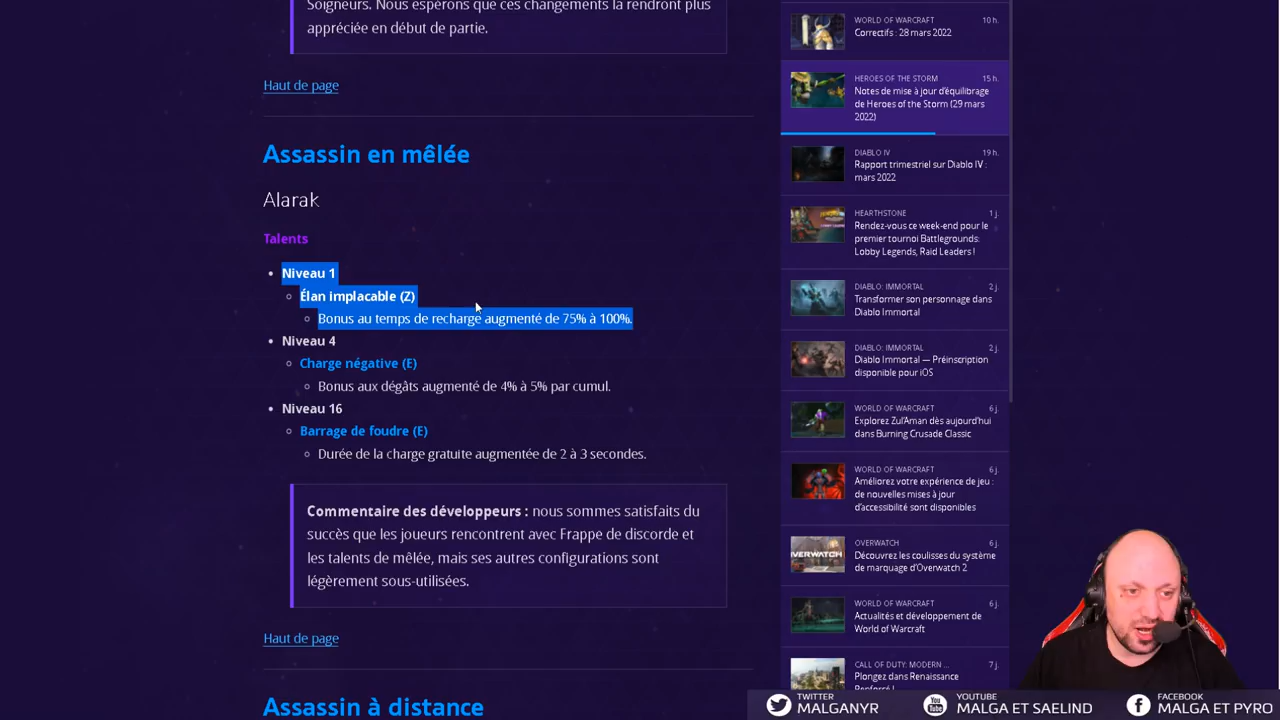 Soigneurs. Nous espérons que ces changements la rendront plus
appréciée en début de partie.
Haut de page
Assassin en mêlée
Alarak
Talents
Niveau 1
Élan implacable (Z)
Bonus au temps de recharge augmenté de 75% à 100%.
Niveau 4
Charge négative (E)
Bonus aux dégâts augmenté de 4% à 5% par cumul.
Niveau 16
Barrage de foudre (E)
Durée de la charge gratuite augmentée de 2 à 3 secondes.
Commentaire des développeurs : nous sommes satisfaits du
succès que les joueurs rencontrent avec Frappe de discorde et
les talents de mêlée, mais ses autres configurations sont
légèrement sous-utilisées.
Haut de page
Assassin à distance
WORLD OF WARCRAFT 10 h.
Correctifs : 28 mars 2022
HEROES OF THE STORM 15 h.
Notes de mise à jour d'équilibrage
de Heroes of the Storm (29 mars
2022)
DIABLO IV 19 h.
Rapport trimestriel sur Diablo IV :
mars 2022
HEARTHSTONE 1 j.
Rendez-vous ce week-end pour le
premier tournoi Battlegrounds:
Lobby Legends, Raid Leaders !
DIABLO: IMMORTAL 2 j.
Transformer son personnage dans
Diablo Immortal
DIABLO: IMMORTAL 2 j.
Diablo Immortal — Préinscription
disponible pour iOS
WORLD OF WARCRAFT 6 j.
Explorez Zul'Aman dès aujourd'hui
dans Burning Crusade Classic
WORLD OF WARCRAFT 6 j.
Améliorez votre expérience de jeu :
de nouvelles mises à jour
d'accessibilité sont disponibles
OVERWATCH 6 j.
Découvrez les coulisses du système
de marquage d'Overwatch 2
WORLD OF WARCRAFT 6 j.
Actualités et développement de
World of Warcraft
CALL OF DUTY: MODERN ... 7 j.
Plongez dans Renaissance
TWITTER
MALGANYR
YOUTUBE
MALGA ET SAELIND
FACEBOOK
MALGA ET PYRO